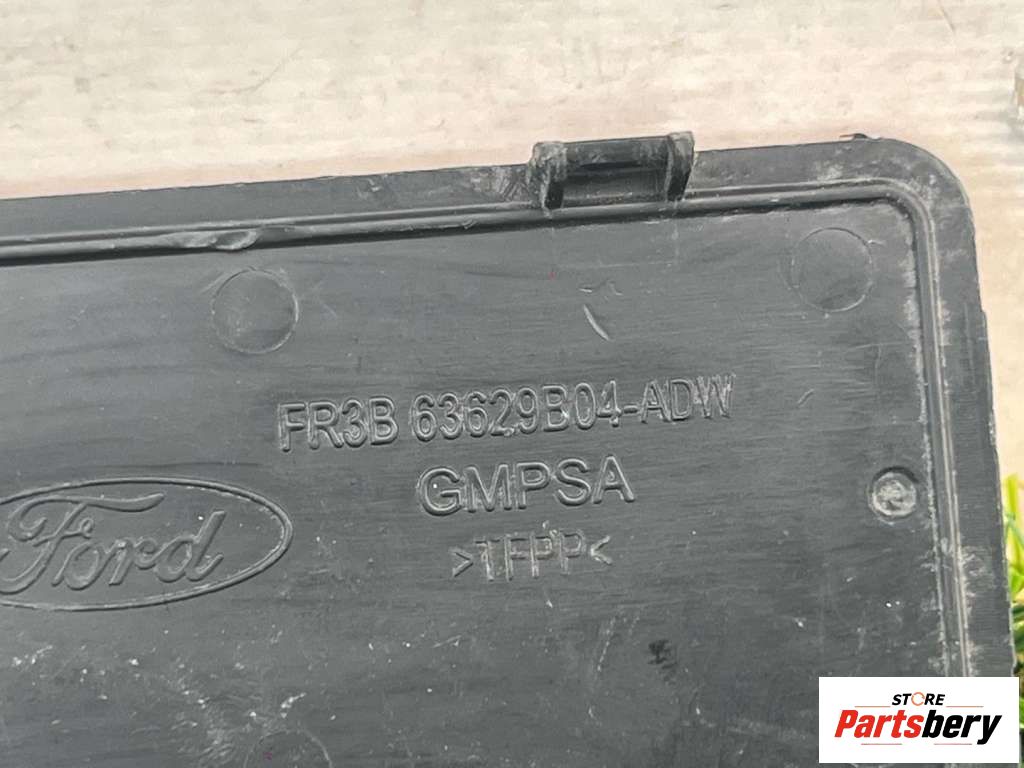 FR3B 63629B04-ADW
GMPSA
Ford
>TFPP<
STORE
Partsbery